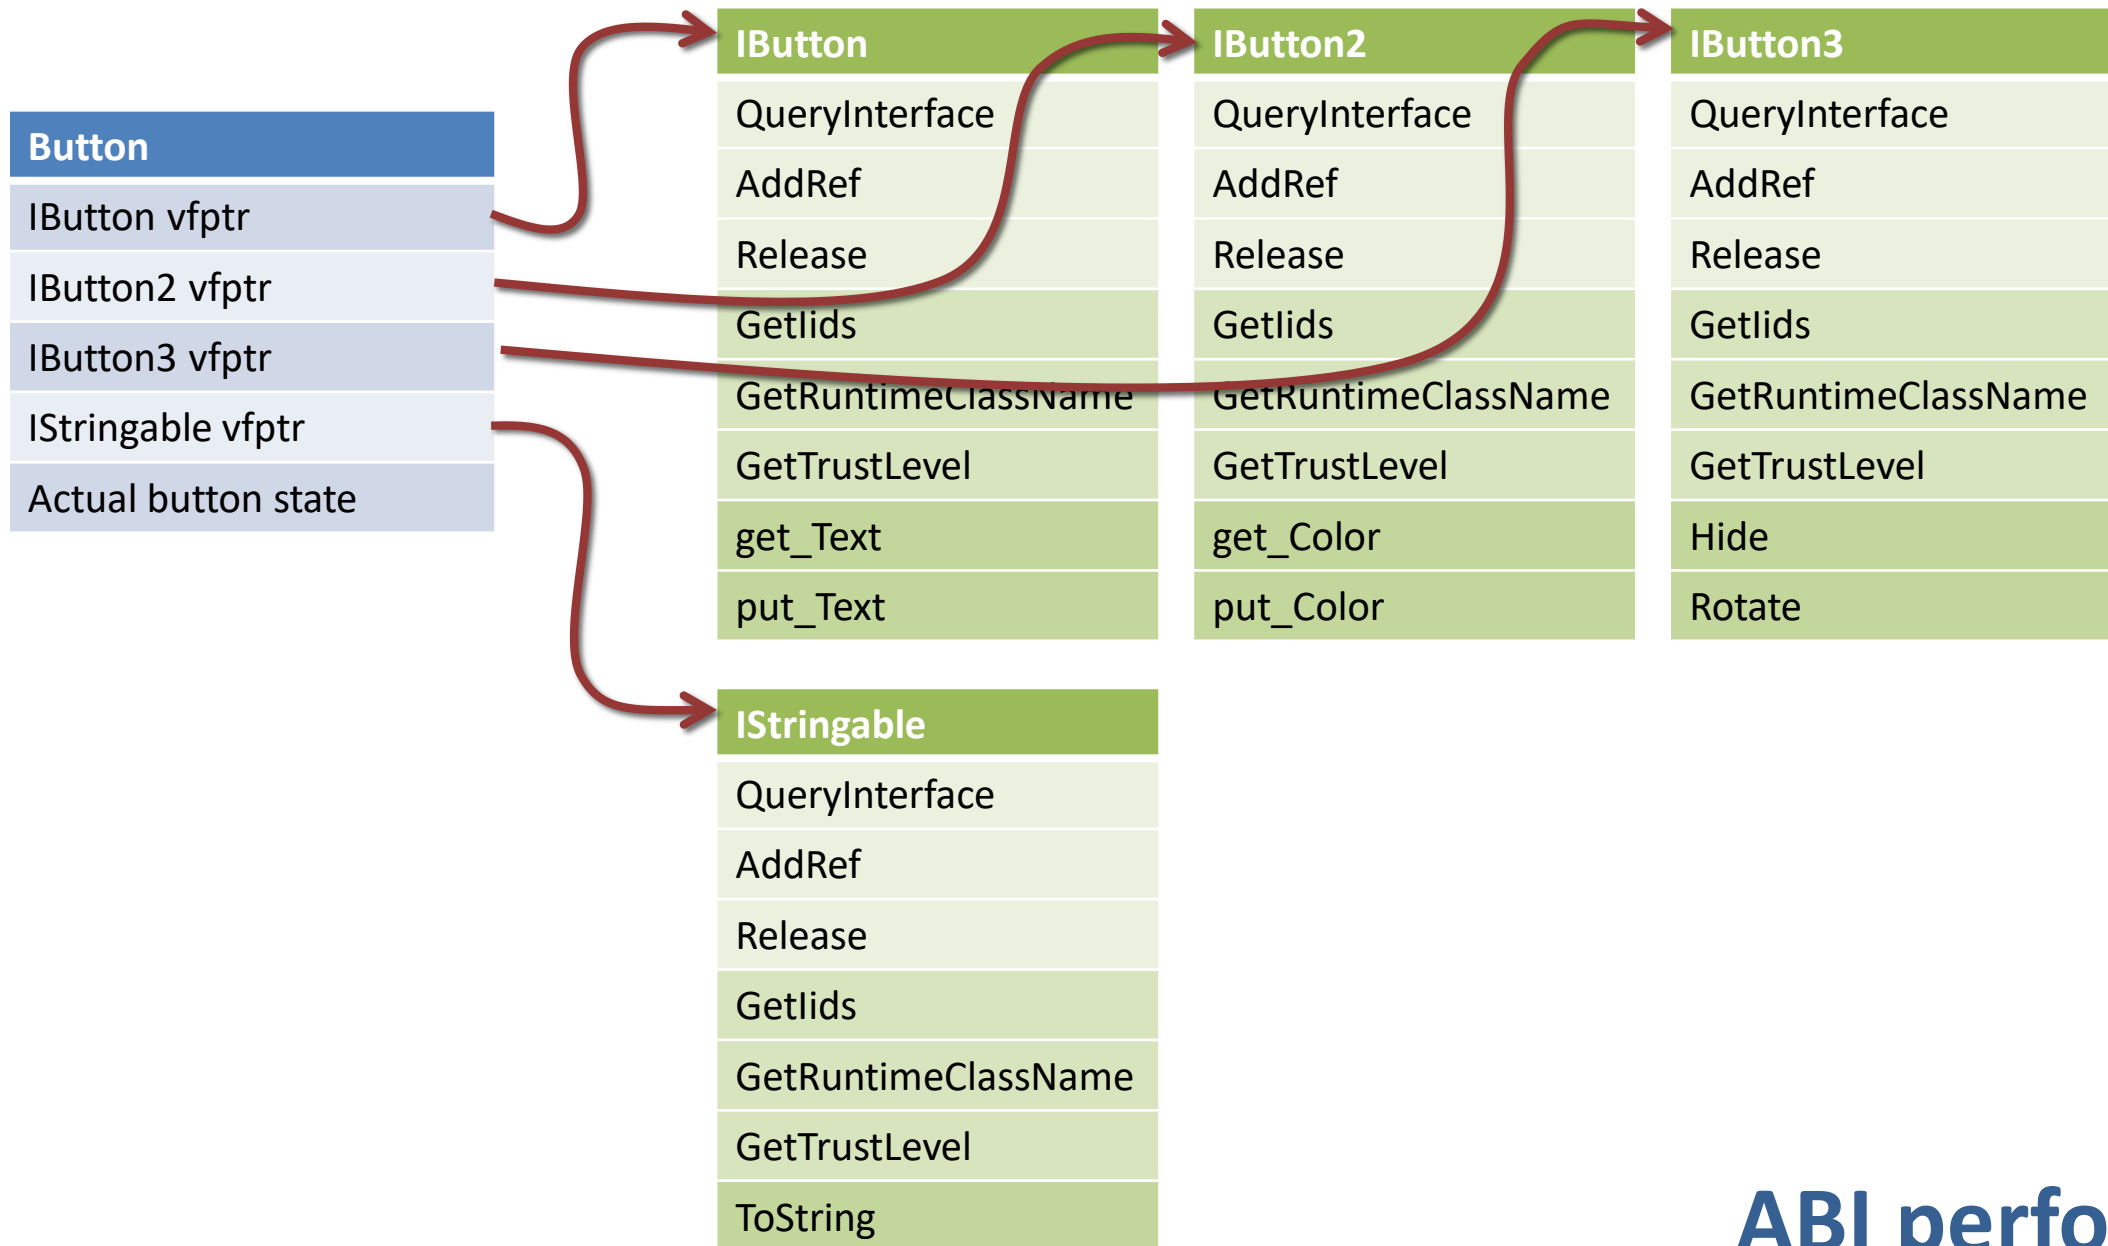 Button
IButton vfptr
IButton2 vfptr
IButton3 vfptr
IStringable vfptr
Actual button state
IButton
QueryInterface
AddRef
Release
GetIids
GetRuntimeClassName
GetTrustLevel
get_Text
put_Text
IButton2
QueryInterface
AddRef
Release
GetIids
GetRuntimeClassName
GetTrustLevel
get_Color
put_Color
IButton3
QueryInterface
AddRef
Release
GetIids
GetRuntimeClassName
GetTrustLevel
Hide
Rotate
IStringable
QueryInterface
AddRef
Release
GetIids
GetRuntimeClassName
GetTrustLevel
ToString
ABI perfo